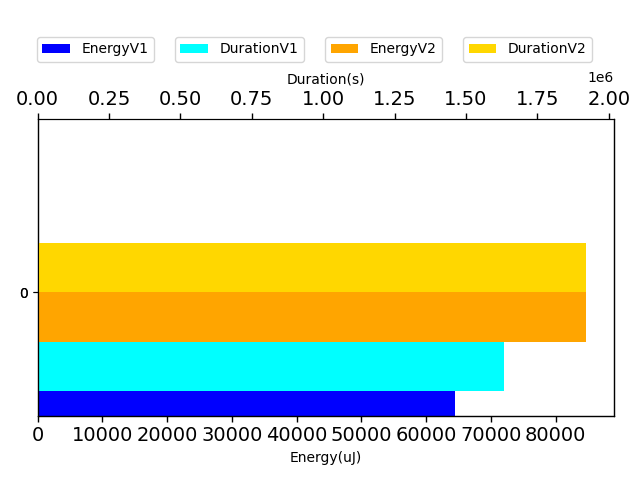 EnergyV1 DurationV1 EnergyV2 DurationV2
Duration(s)
1e6
0.00 0.25 0.50 0.75 1.00 1.25 1.50 1.75 2.00
0
0 10000 20000 30000 40000 50000 60000 70000 80000
Energy(uJ)